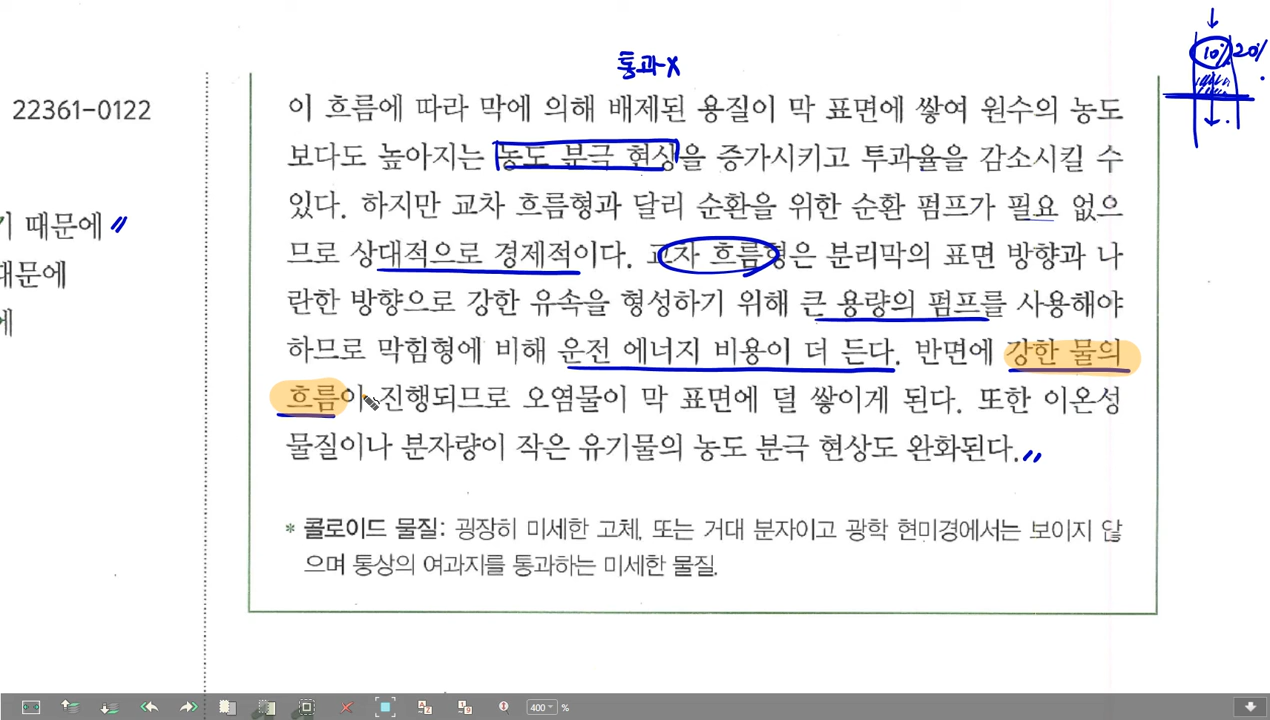 통과X
10% 20%
22361-0122
이 흐름에 따라 막에 의해 배제된 용질이 막 표면에 쌓여 원수의 농도
보다도 높아지는 농도 분극 현상을 증가시키고 투과율을 감소시킬 수
있다. 하지만 교차 흐름형과 달리 순환을 위한 순환 펌프가 필요 없으
기 때문에
므로 상대적으로 경제적이다. 교차 흐름형은 분리막의 표면 방향과 나
대문에
란한 방향으로 강한 유속을 형성하기 위해 큰 용량의 펌프를 사용해야
에
하므로 막힘형에 비해 운전 에너지 비용이 더 든다. 반면에 강한 물의
흐름이 진행되므로 오염물이 막 표면에 덜 쌓이게 된다. 또한 이온성
물질이나 분자량이 작은 유기물의 농도 분극 현상도 완화된다.
* 콜로이드 물질: 굉장히 미세한 고체, 또는 거대 분자이고 광학 현미경에서는 보이지 않
으며 통상의 여과지를 통과하는 미세한 물질.
400 %